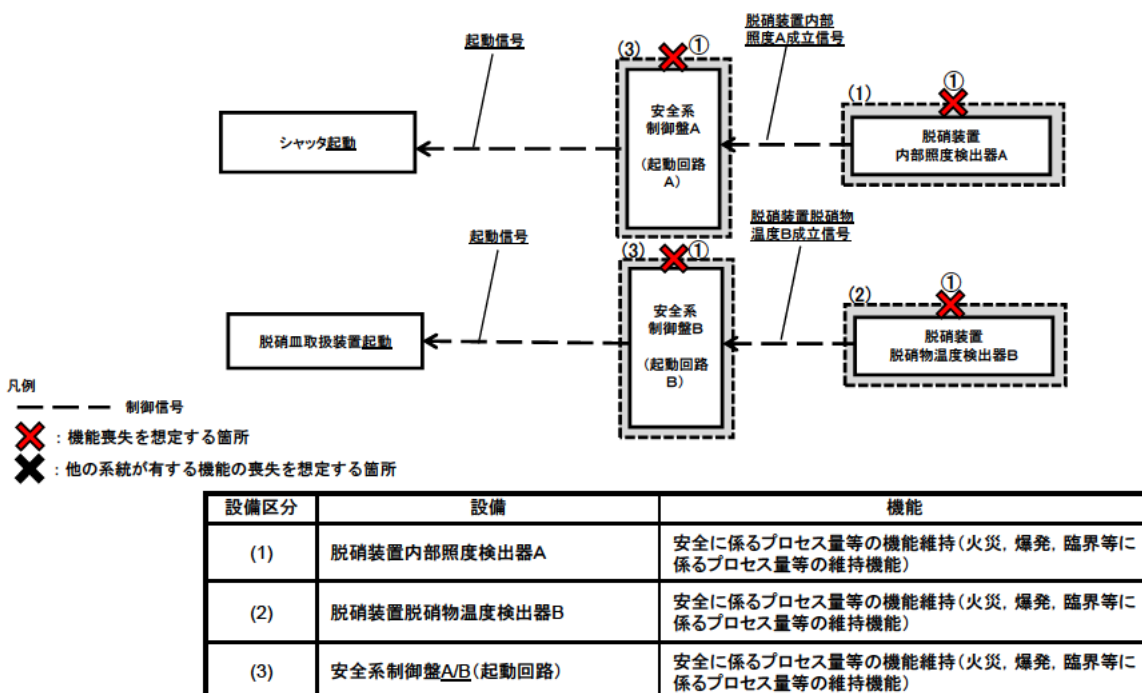 起動信号
脱硝装置内部
照度A成立信号
(3)
①
(1)
①
シャッタ起動
安全系
制御盤A
(起動回路
A)
脱硝装置
内部照度検出器A
起動信号
脱硝装置脱硝物
温度B成立信号
(3)
①
(2)
①
脱硝皿取扱装置起動
安全系
制御盤B
(起動回路
B)
脱硝装置
脱硝物温度検出器B
凡例
制御信号
:機能喪失を想定する箇所
:他の系統が有する機能の喪失を想定する箇所
設備区分 設備 機能
(1) 脱硝装置内部照度検出器A 安全に係るプロセス量等の機能維持(火災, 爆発, 臨界等に
係るプロセス量等の維持機能)
(2) 脱硝装置脱硝物温度検出器B 安全に係るプロセス量等の機能維持(火災, 爆発, 臨界等に
係るプロセス量等の維持機能)
(3) 安全系制御盤A/B(起動回路) 安全に係るプロセス量等の機能維持(火災, 爆発, 臨界等に
係るプロセス量等の維持機能)